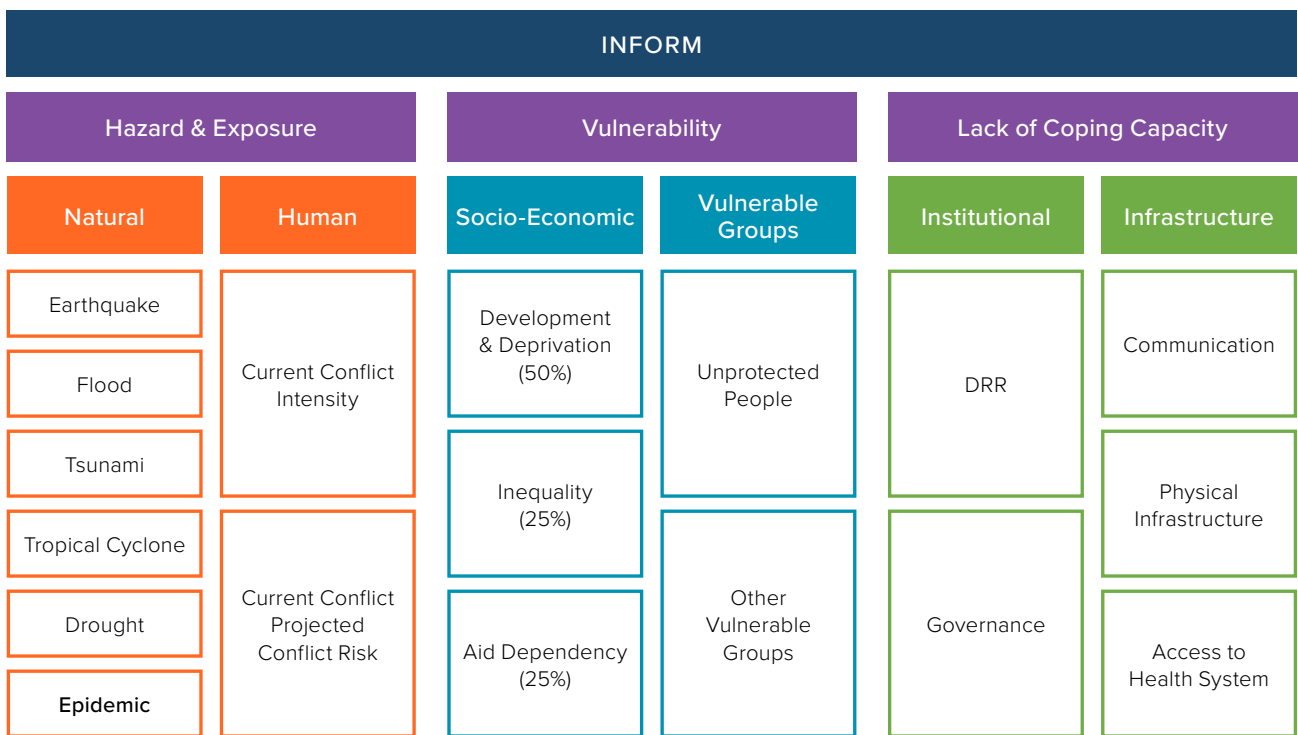 INFORM
Hazard & Exposure
Vulnerability
Lack of Coping Capacity
Natural
Human
Socio-Economic
Vulnerable
Groups
Institutional
Infrastructure
Earthquake
Flood
Tsunami
Tropical Cyclone
Drought
Epidemic
Current Conflict
Intensity
Current Conflict
Projected
Conflict Risk
Development
& Deprivation
(50%)
Inequality
(25%)
Aid Dependency
(25%)
Unprotected
People
Other
Vulnerable
Groups
DRR
Governance
Communication
Physical
Infrastructure
Access to
Health System